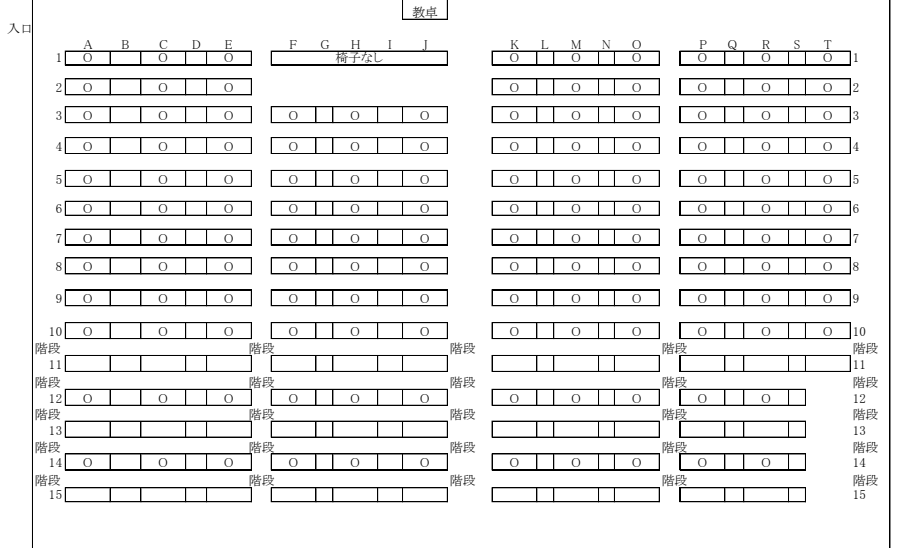 教卓
入口
A B C D E F G H I J K L M N O P Q R S T
1 O O O 椅子なし O O O O O O 1
2 O O O O O O O O O 2
3 O O O O O O O O O O O O 3
4 O O O O O O O O O O O O 4
5 O O O O O O O O O O O O 5
6 O O O O O O O O O O O O 6
7 O O O O O O O O O O O O 7
8 O O O O O O O O O O O O 8
9 O O O O O O O O O O O O 9
10 O O O O O O O O O O O O 10
階段 階段 階段 階段 階段
11 11
階段 階段 階段 階段 階段
12 O O O O O O O O O O O 12
階段 階段 階段 階段 階段
13 13
階段 階段 階段 階段 階段
14 O O O O O O O O O O O 14
階段 階段 階段 階段 階段
15 15